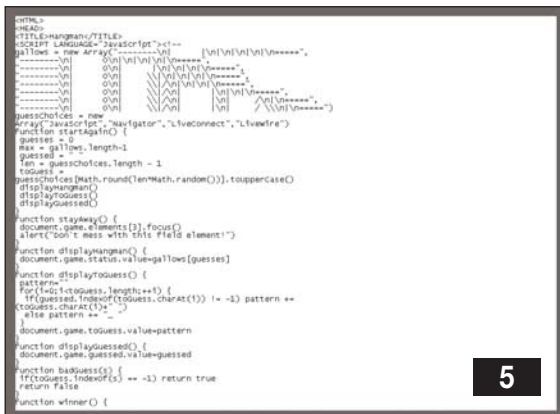 <HTML>
<HEAD>
<TITLE>Hangman</TITLE>
<SCRIPT LANGUAGE="JavaScript"><!--
gallows = new Array("--------\n|      |\n|\n|\n|\n|\n=====",
"--------\n|      O\n|\n|\n|\n|\n=====",
"--------\n|      O\n|      |\n|\n|\n|\n=====",
"--------\n|      O\n|     \\|\n|\n|\n|\n=====",
"--------\n|      O\n|     \\|/\n|\n|\n|\n=====",
"--------\n|      O\n|     \\|/\n|      |\n|\n|\n=====",
"--------\n|      O\n|     \\|/\n|      |\n|     /\n|\n=====",
"--------\n|      O\n|     \\|/\n|      |\n|     / \\\n|\n=====")
guessChoices = new
Array("JavaScript","Navigator","LiveConnect","LiveWire")
function startAgain() {
guesses = 0
max = gallows.length-1
guessed = " "
len = guessChoices.length - 1
toGuess =
guessChoices[Math.round(len*Math.random())].toUpperCase()
displayHangman()
displayToGuess()
displayGuessed()
}
function stayAway() {
document.game.elements[3].focus()
alert("Don't mess with this field element!")
}
function displayHangman() {
document.game.status.value=gallows[guesses]
}
function displayToGuess() {
pattern=""
for(i=0;i<toGuess.length;++i) {
if(guessed.indexOf(toGuess.charAt(i)) != -1) pattern +=
(toGuess.charAt(i)+" ")
else pattern += "_ "
}
document.game.toGuess.value=pattern
}
function displayGuessed() {
document.game.guessed.value=guessed
}
function badGuess(s) {
if(toGuess.indexOf(s) == -1) return true
return false
}
function winner() {
5